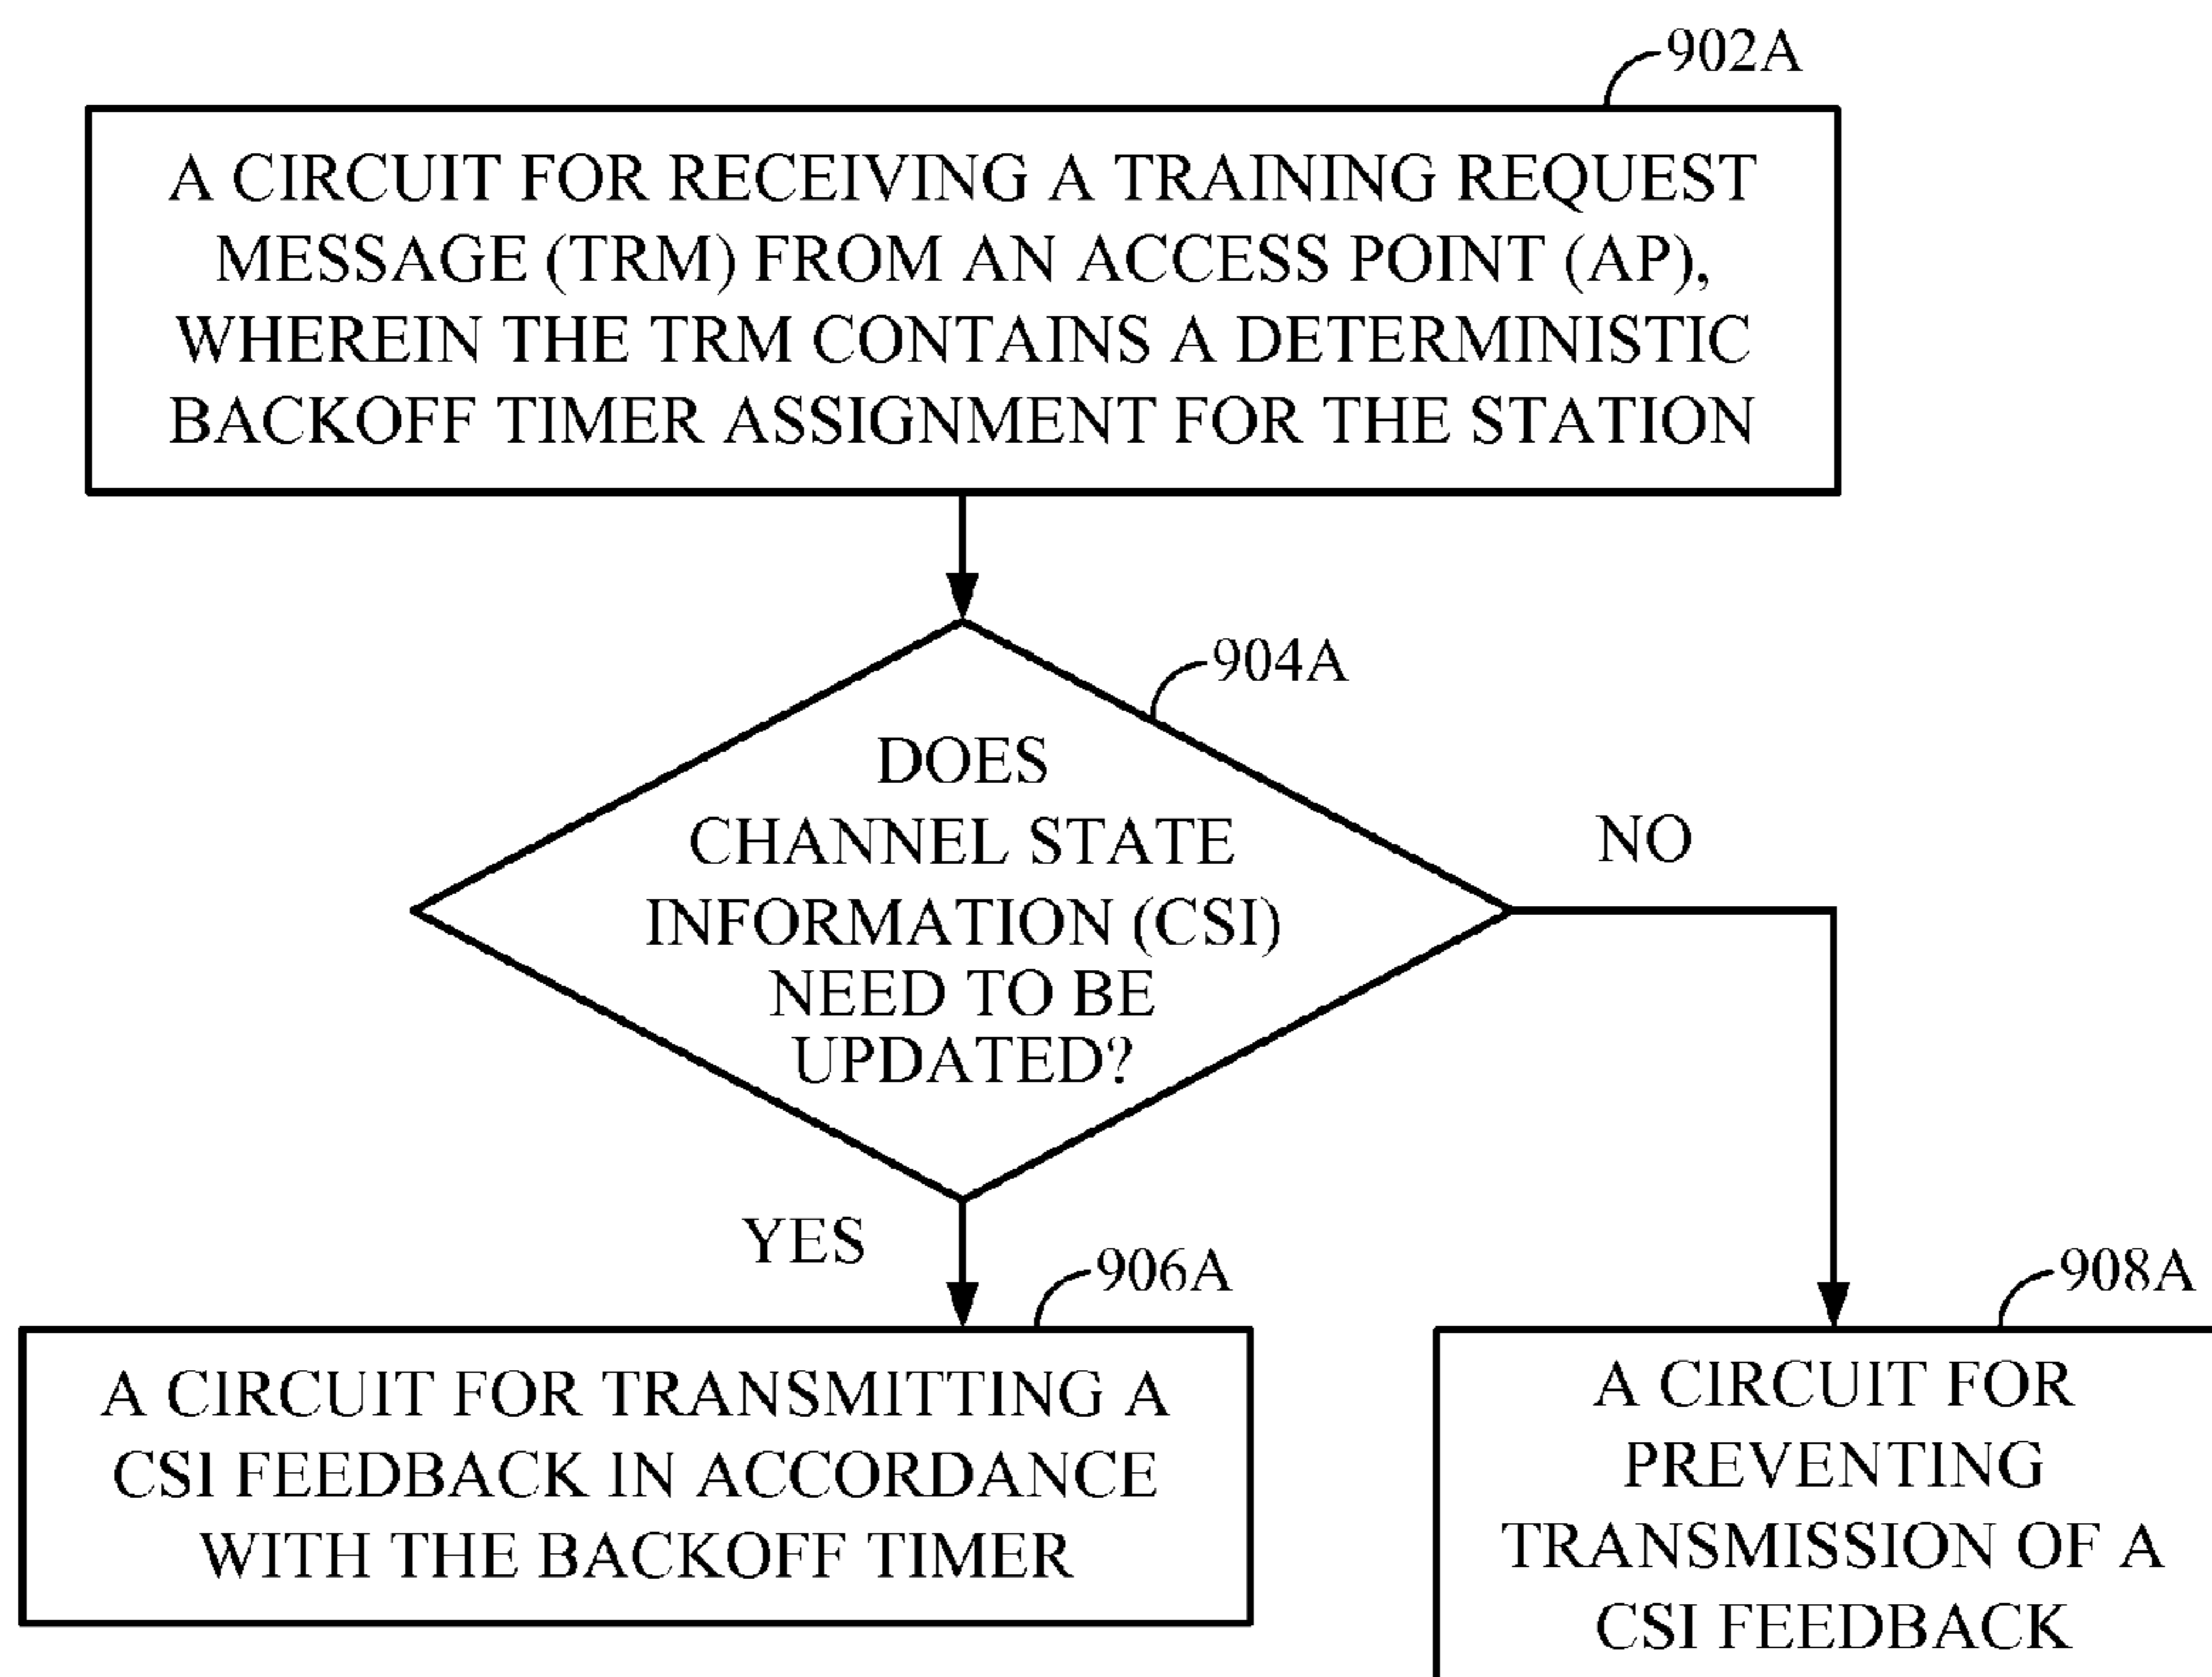 902A
A CIRCUIT FOR RECEIVING A TRAINING REQUEST
MESSAGE (TRM) FROM AN ACCESS POINT (AP),
WHEREIN THE TRM CONTAINS A DETERMINISTIC
BACKOFF TIMER ASSIGNMENT FOR THE STATION
904A
DOES
CHANNEL STATE
INFORMATION (CSI)
NEED TO BE
UPDATED?
NO
YES
906A
A CIRCUIT FOR TRANSMITTING A
CSI FEEDBACK IN ACCORDANCE
WITH THE BACKOFF TIMER
908A
A CIRCUIT FOR
PREVENTING
TRANSMISSION OF A
CSI FEEDBACK